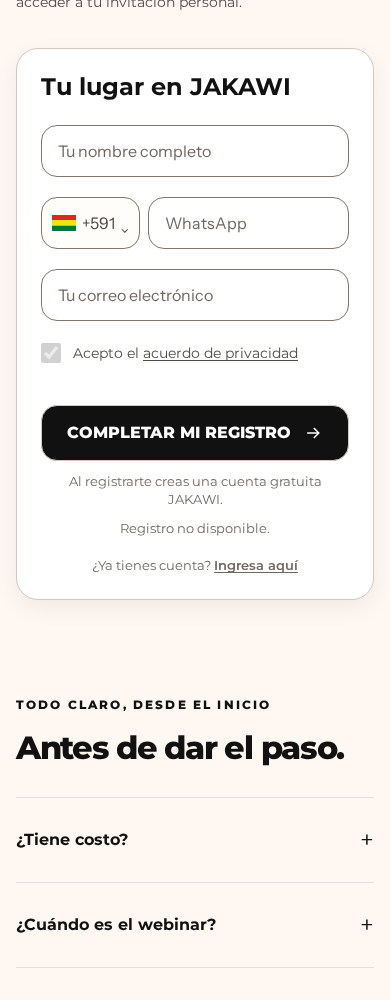 acceder a tu invitación personal.
Tu lugar en JAKAWI
Tu nombre completo
+591
WhatsApp
Tu correo electrónico
Acepto el acuerdo de privacidad
COMPLETAR MI REGISTRO →
Al registrarte creas una cuenta gratuita
JAKAWI.
Registro no disponible.
¿Ya tienes cuenta? Ingresa aquí
TODO CLARO, DESDE EL INICIO
Antes de dar el paso.
¿Tiene costo? +
¿Cuándo es el webinar? +